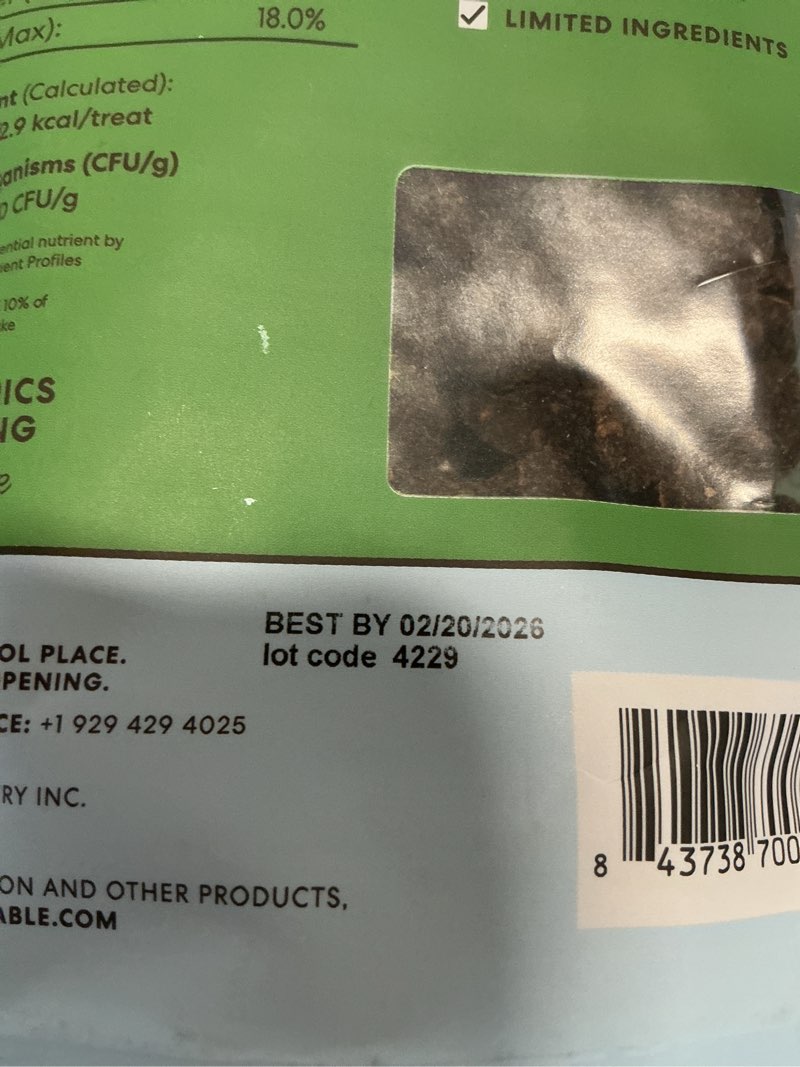 Max):
18.0%
LIMITED INGREDIENTS
nt (Calculated):
2.9 kcal/treat
anisms (CFU/g)
CFU/g
ential nutrient by
ent Profiles
10% of
ke
ICS
G
e
BEST BY 02/20/2026
lot code 4229
OL PLACE.
PENING.
CE: +1 929 429 4025
RY INC.
ON AND OTHER PRODUCTS,
ABLE.COM
8 43738 700